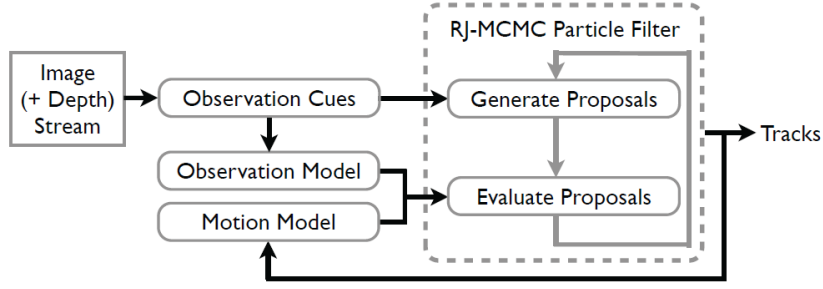 RJ-MCMC Particle Filter
Image
(+ Depth)
Stream
Observation Cues
Generate Proposals
Tracks
Observation Model
Evaluate Proposals
Motion Model